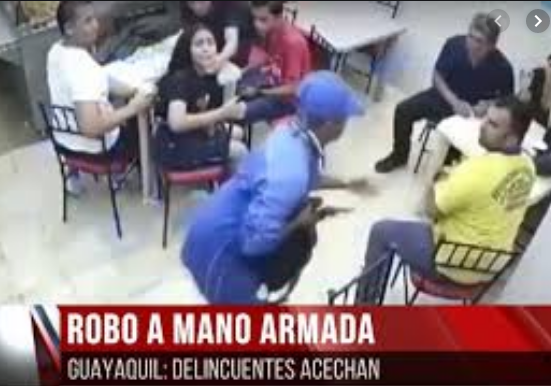 N
ROBO A MANO ARMADA
GUAYAQUIL: DELINCUENTES ACECHAN